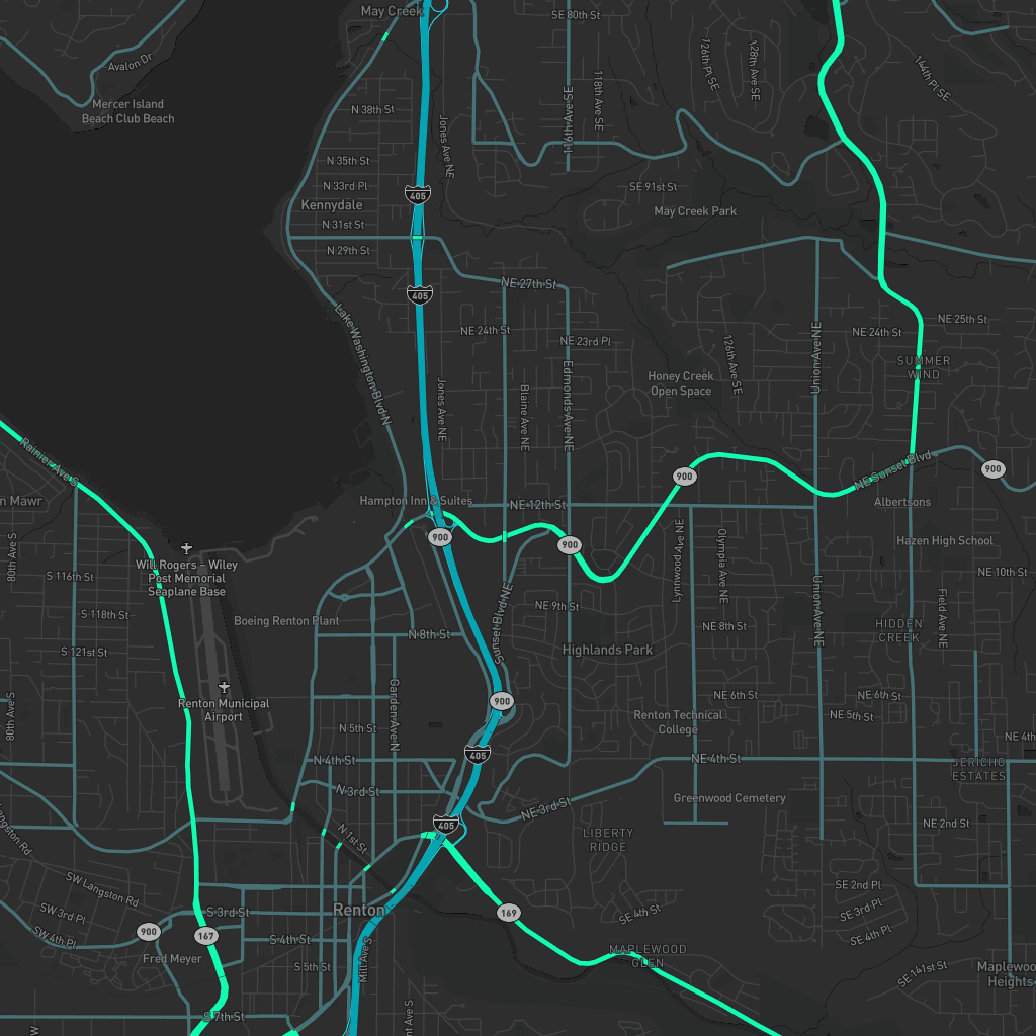 May Creek
SE 80th St
Avalon Dr
126th Pl SE
128th Ave SE
144th Pl SE
Mercer Island
Beach Club Beach
N 38th St
118th Ave SE
116th Ave SE
Jones Ave NE
N 35th St
N 33rd Pl
405
SE 91st St
Kennydale
May Creek Park
N 31st St
N 29th St
NE 27th St
405
Lake Washington Blvd N
NE 24th St
NE 23rd Pl
NE 25th St
NE 24th St
Union Ave NE
126th Ave SE
SUMMER
WIND
Honey Creek
Open Space
Jones Ave NE
Blaine Ave NE
Edmonds Ave NE
Rainier Ave S
900
NE Sunset Blvd
900
n Mawr
Hampton Inn & Suites
NE 12th St
Albertsons
900
900
Hazen High School
80th Ave S
Will Rogers – Wiley
Post Memorial
Seaplane Base
S 116th St
Lynnwood Ave NE
Olympia Ave NE
NE 10th St
S 118th St
NE 9th St
Boeing Renton Plant
Sunset Blvd NE
Union Ave NE
Field Ave NE
N 8th St
NE 8th St
HIDDEN
CREEK
S 121st St
Highlands Park
80th Ave S
Renton Municipal
Airport
Garden Ave N
900
NE 6th St
NE 6th St
Renton Technical
College
NE 5th St
N 5th St
NE 4th
405
N 4th St
NE 4th St
JERICHO
ESTATES
N 3rd St
NE 3rd St
Greenwood Cemetery
Langston Rd
405
N 1st St
LIBERTY
RIDGE
NE 2nd St
SW Langston Rd
SE 2nd Pl
SW 3rd Pl
S 3rd St
Renton
169
SE 4th St
SE 3rd Pl
SW 4th Pl
900
167
S 4th St
SE 4th Pl
Fred Meyer
Mill Ave S
MAPLEWOOD
GLEN
S 5th St
SE 141st St
Maplewood
Heights
S 7th St
nt Ave S
W